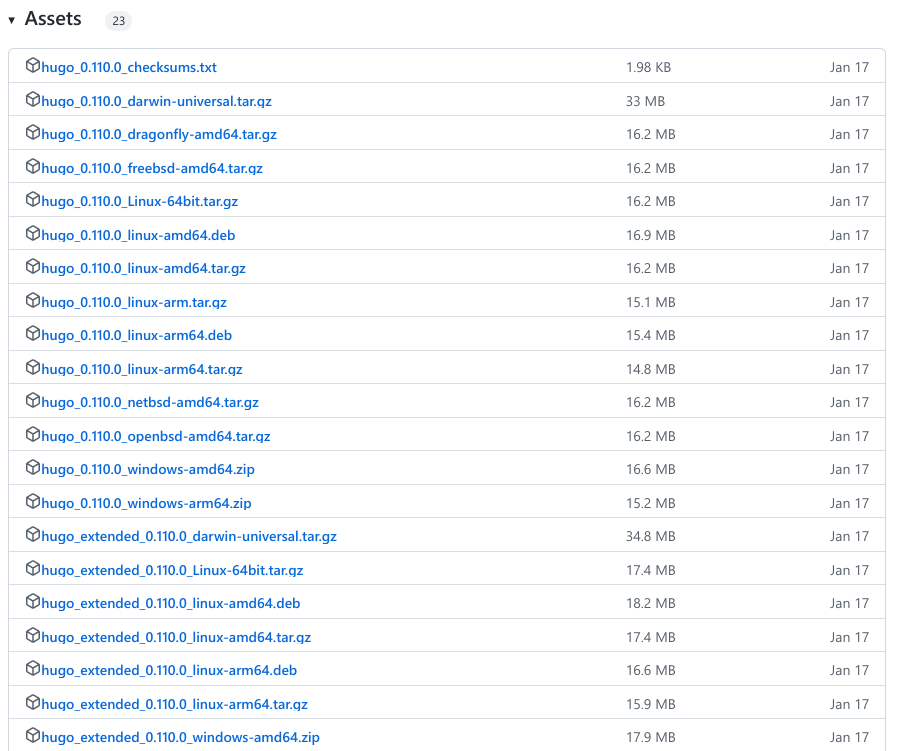 Assets 23
hugo_0.110.0_checksums.txt 1.98 KB Jan 17
hugo_0.110.0_darwin-universal.tar.gz 33 MB Jan 17
hugo_0.110.0_dragonfly-amd64.tar.gz 16.2 MB Jan 17
hugo_0.110.0_freebsd-amd64.tar.gz 16.2 MB Jan 17
hugo_0.110.0_Linux-64bit.tar.gz 16.2 MB Jan 17
hugo_0.110.0_linux-amd64.deb 16.9 MB Jan 17
hugo_0.110.0_linux-amd64.tar.gz 16.2 MB Jan 17
hugo_0.110.0_linux-arm.tar.gz 15.1 MB Jan 17
hugo_0.110.0_linux-arm64.deb 15.4 MB Jan 17
hugo_0.110.0_linux-arm64.tar.gz 14.8 MB Jan 17
hugo_0.110.0_netbsd-amd64.tar.gz 16.2 MB Jan 17
hugo_0.110.0_openbsd-amd64.tar.gz 16.2 MB Jan 17
hugo_0.110.0_windows-amd64.zip 16.6 MB Jan 17
hugo_0.110.0_windows-arm64.zip 15.2 MB Jan 17
hugo_extended_0.110.0_darwin-universal.tar.gz 34.8 MB Jan 17
hugo_extended_0.110.0_Linux-64bit.tar.gz 17.4 MB Jan 17
hugo_extended_0.110.0_linux-amd64.deb 18.2 MB Jan 17
hugo_extended_0.110.0_linux-amd64.tar.gz 17.4 MB Jan 17
hugo_extended_0.110.0_linux-arm64.deb 16.6 MB Jan 17
hugo_extended_0.110.0_linux-arm64.tar.gz 15.9 MB Jan 17
hugo_extended_0.110.0_windows-amd64.zip 17.9 MB Jan 17